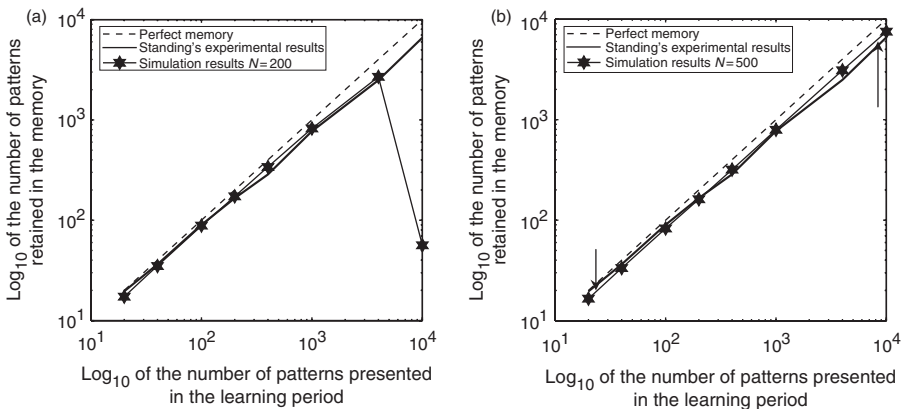 (a)
10^4
10^3
10^2
10^1
Log_10 of the number of patterns
retained in the memory
Perfect memory
Standing's experimental results
Simulation results N=200
10^1
10^2
10^3
10^4
Log_10 of the number of patterns presented
in the learning period
(b)
10^4
10^3
10^2
10^1
Log_10 of the number of patterns
retained in the memory
Perfect memory
Standing's experimental results
Simulation results N=500
10^1
10^2
10^3
10^4
Log_10 of the number of patterns presented
in the learning period